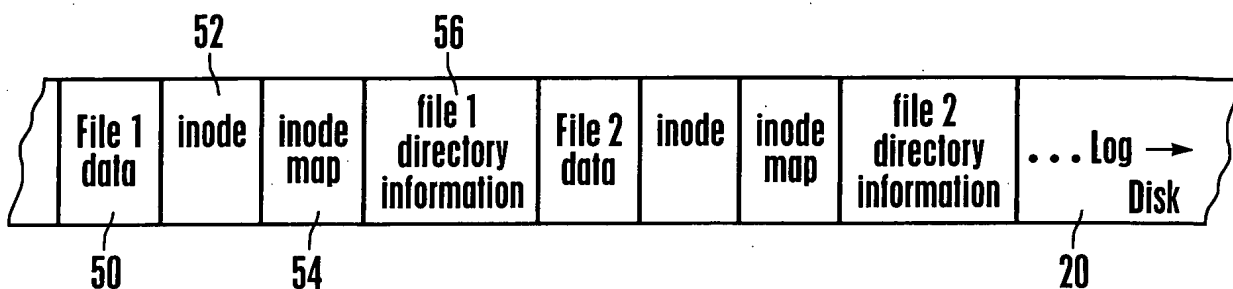 52
56
File 1
data
inode
inode
map
file 1
directory
information
File 2
data
inode
inode
map
file 2
directory
information
...Log →
Disk
50
54
20